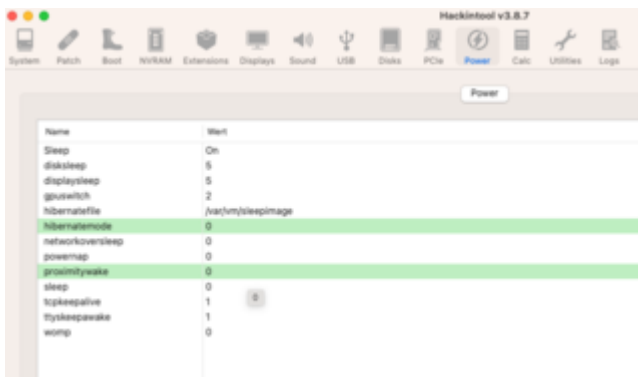 Hackintool v3.8.7
System Patch Boot NVRAM Extensions Displays Sound USB Disks PCIe Power Calc Utilities Logs
Power
Name Wert
Sleep On
disksleep 5
displaysleep 5
gpuswitch 2
hibernatefile /var/vm/sleepimage
hibernatemode 0
networkoversleep 0
powernap 0
proximitywake 0
sleep 0
0
tcpkeepalive 1
ttyskeepawake 1
womp 0